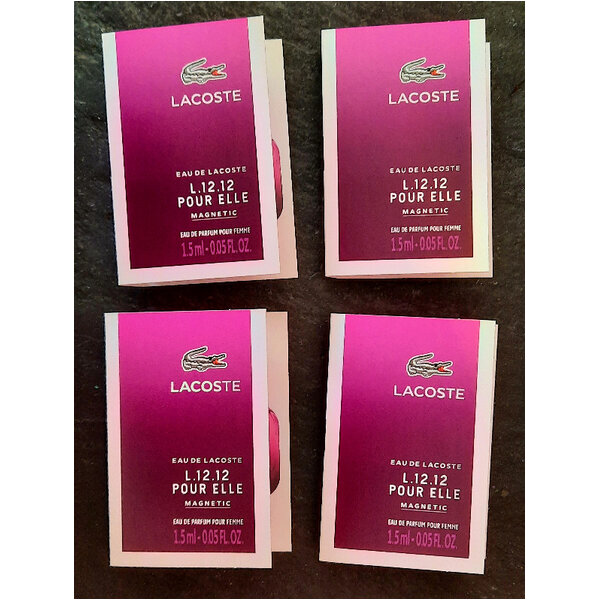 LACOSTE
EAU DE LACOSTE
L.12.12
POUR ELLE
MAGNETIC
EAU DE PARFUM POUR FEMME
1.5 ml - 0.05 FL. OZ.
LACOSTE
EAU DE LACOSTE
L.12.12
POUR ELLE
MAGNETIC
EAU DE PARFUM POUR FEMME
1.5 ml - 0.05 FL. OZ.
LACOSTE
EAU DE LACOSTE
L.12.12
POUR ELLE
MAGNETIC
EAU DE PARFUM POUR FEMME
1.5 ml - 0.05 FL. OZ.
LACOSTE
EAU DE LACOSTE
L.12.12
POUR ELLE
MAGNETIC
EAU DE PARFUM POUR FEMME
1.5 ml - 0.05 FL. OZ.